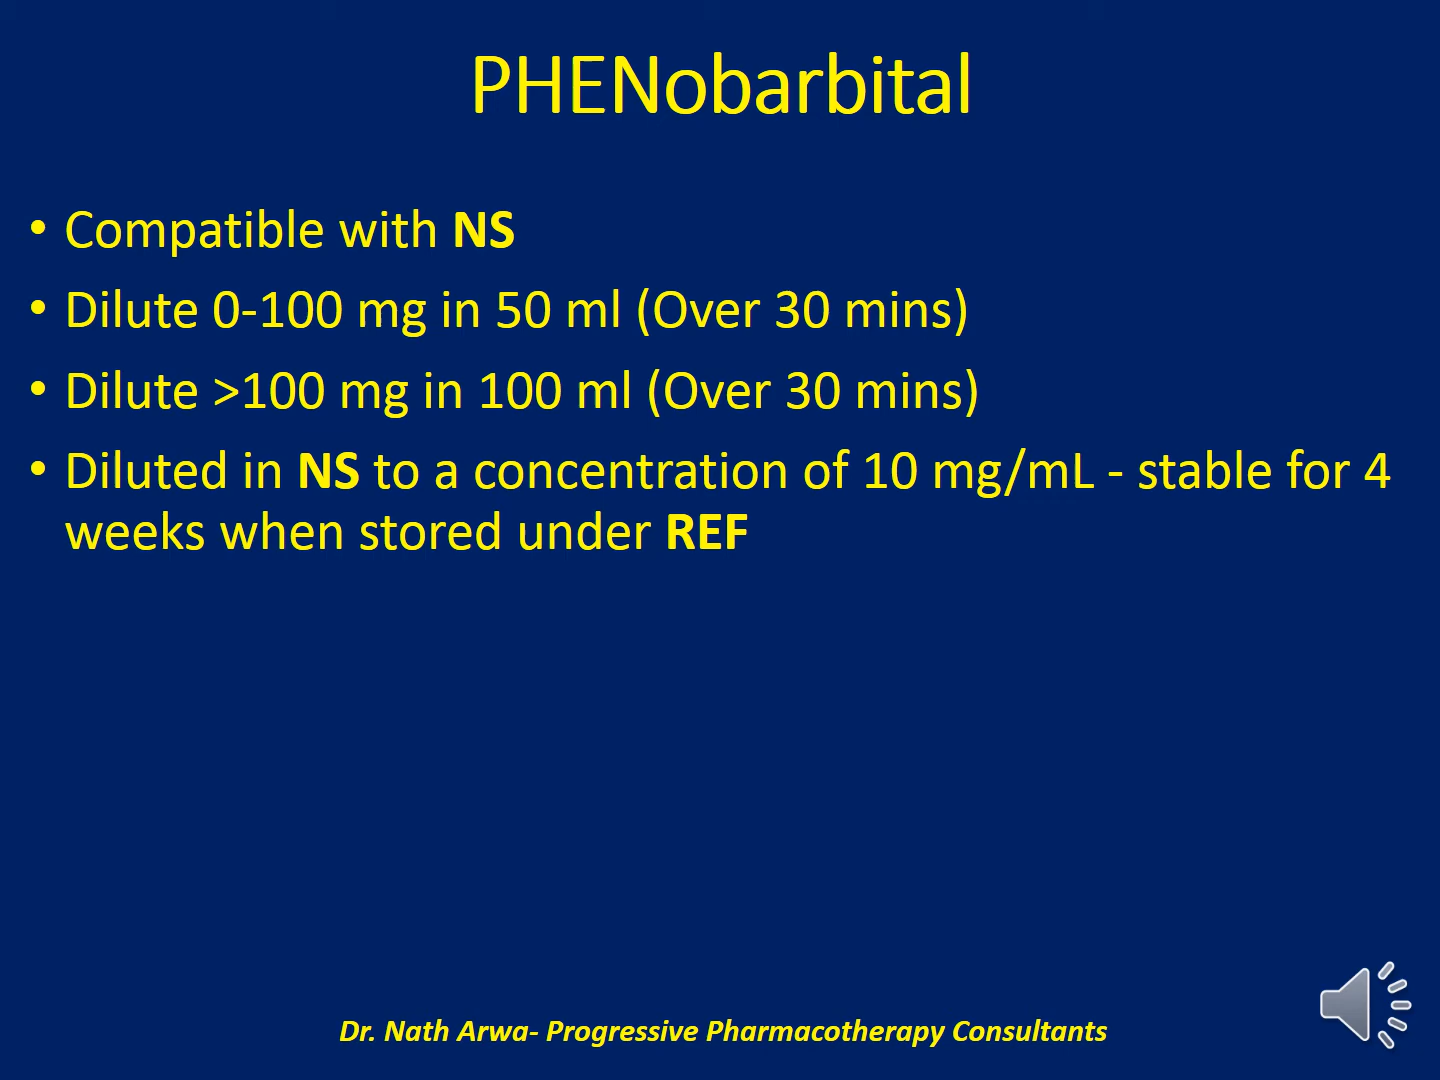 PHENobarbital
• Compatible with NS
• Dilute 0-100 mg in 50 ml (Over 30 mins)
• Dilute >100 mg in 100 ml (Over 30 mins)
• Diluted in NS to a concentration of 10 mg/mL - stable for 4
weeks when stored under REF
Dr. Nath Arwa- Progressive Pharmacotherapy Consultants